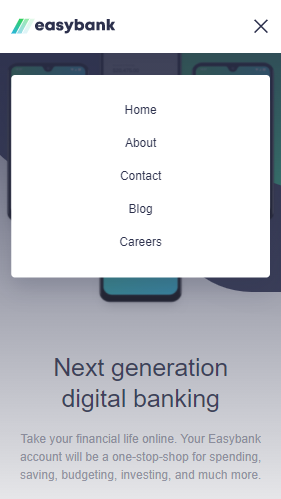 easybank
Home
About
Contact
Blog
Careers
Next generation
digital banking
Take your financial life online. Your Easybank
account will be a one-stop-shop for spending,
saving, budgeting, investing, and much more.